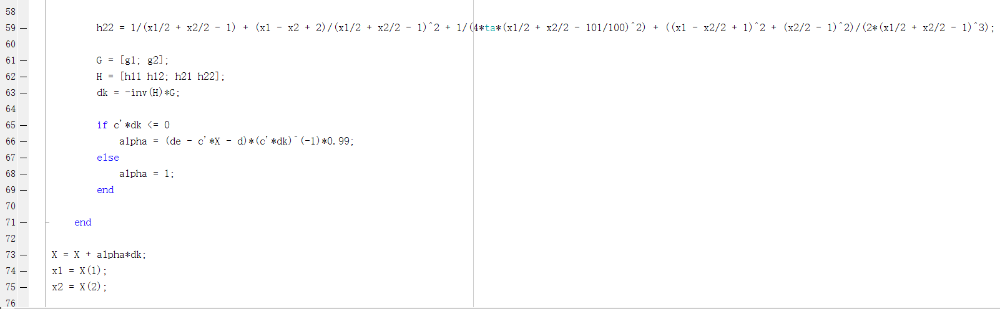 58
59 — h22 = 1/(x1/2 + x2/2 - 1) + (x1 - x2 + 2)/(x1/2 + x2/2 - 1)^2 + 1/(4*ta*(x1/2 + x2/2 - 101/100)^2) + ((x1 - x2/2 + 1)^2 + (x2/2 - 1)^2)/(2*(x1/2 + x2/2 - 1)^3);
60
61 — G = [g1; g2];
62 — H = [h11 h12; h21 h22];
63 — dk = -inv(H)*G;
64
65 — if c'*dk <= 0
66 — alpha = (de - c'*X - d)*(c'*dk)^(-1)*0.99;
67 — else
68 — alpha = 1;
69 — end
70
71 — end
72
73 — X = X + alpha*dk;
74 — x1 = X(1);
75 — x2 = X(2);
76